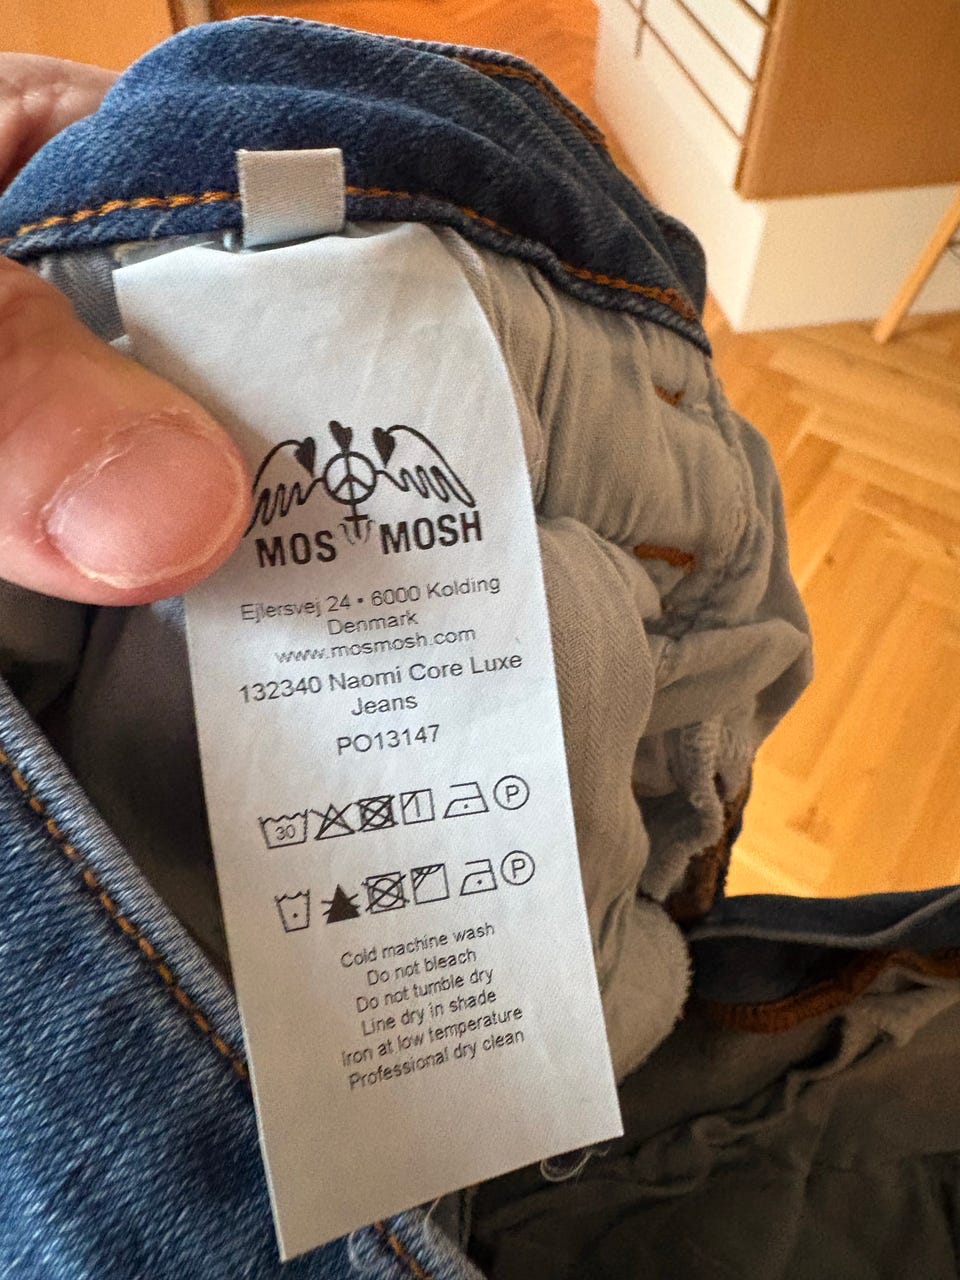 MOS MOSH
Ejlersvej 24 • 6000 Kolding
Denmark
www.mosmosh.com
132340 Naomi Core Luxe
Jeans
PO13147
30 P
P
Cold machine wash
Do not bleach
Do not tumble dry
Line dry in shade
Iron at low temperature
Professional dry clean